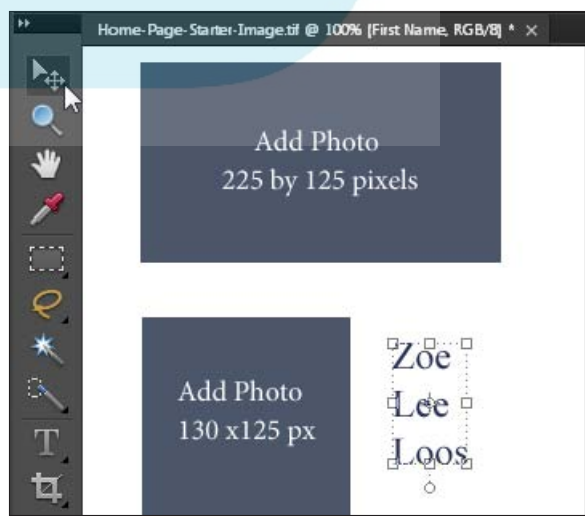 Home-Page-Starter-Image.tif @ 100% (First Name, RGB/8) * ×
Add Photo
225 by 125 pixels
Add Photo
130 x125 px
Zoe
Lee
Loos
T